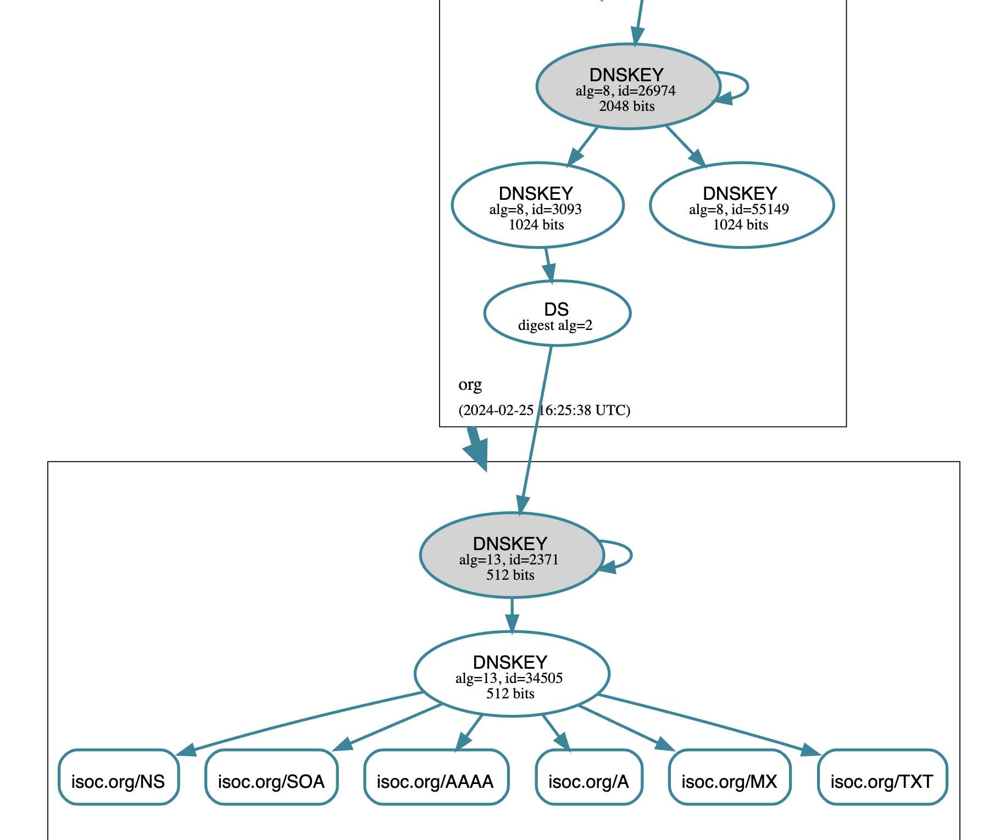 DNSKEY
alg=8, id=26974
2048 bits
DNSKEY
alg=8, id=3093
1024 bits
DNSKEY
alg=8, id=55149
1024 bits
DS
digest alg=2
org
(2024-02-25 16:25:38 UTC)
DNSKEY
alg=13, id=2371
512 bits
DNSKEY
alg=13, id=34505
512 bits
isoc.org/NS
isoc.org/SOA
isoc.org/AAAA
isoc.org/A
isoc.org/MX
isoc.org/TXT